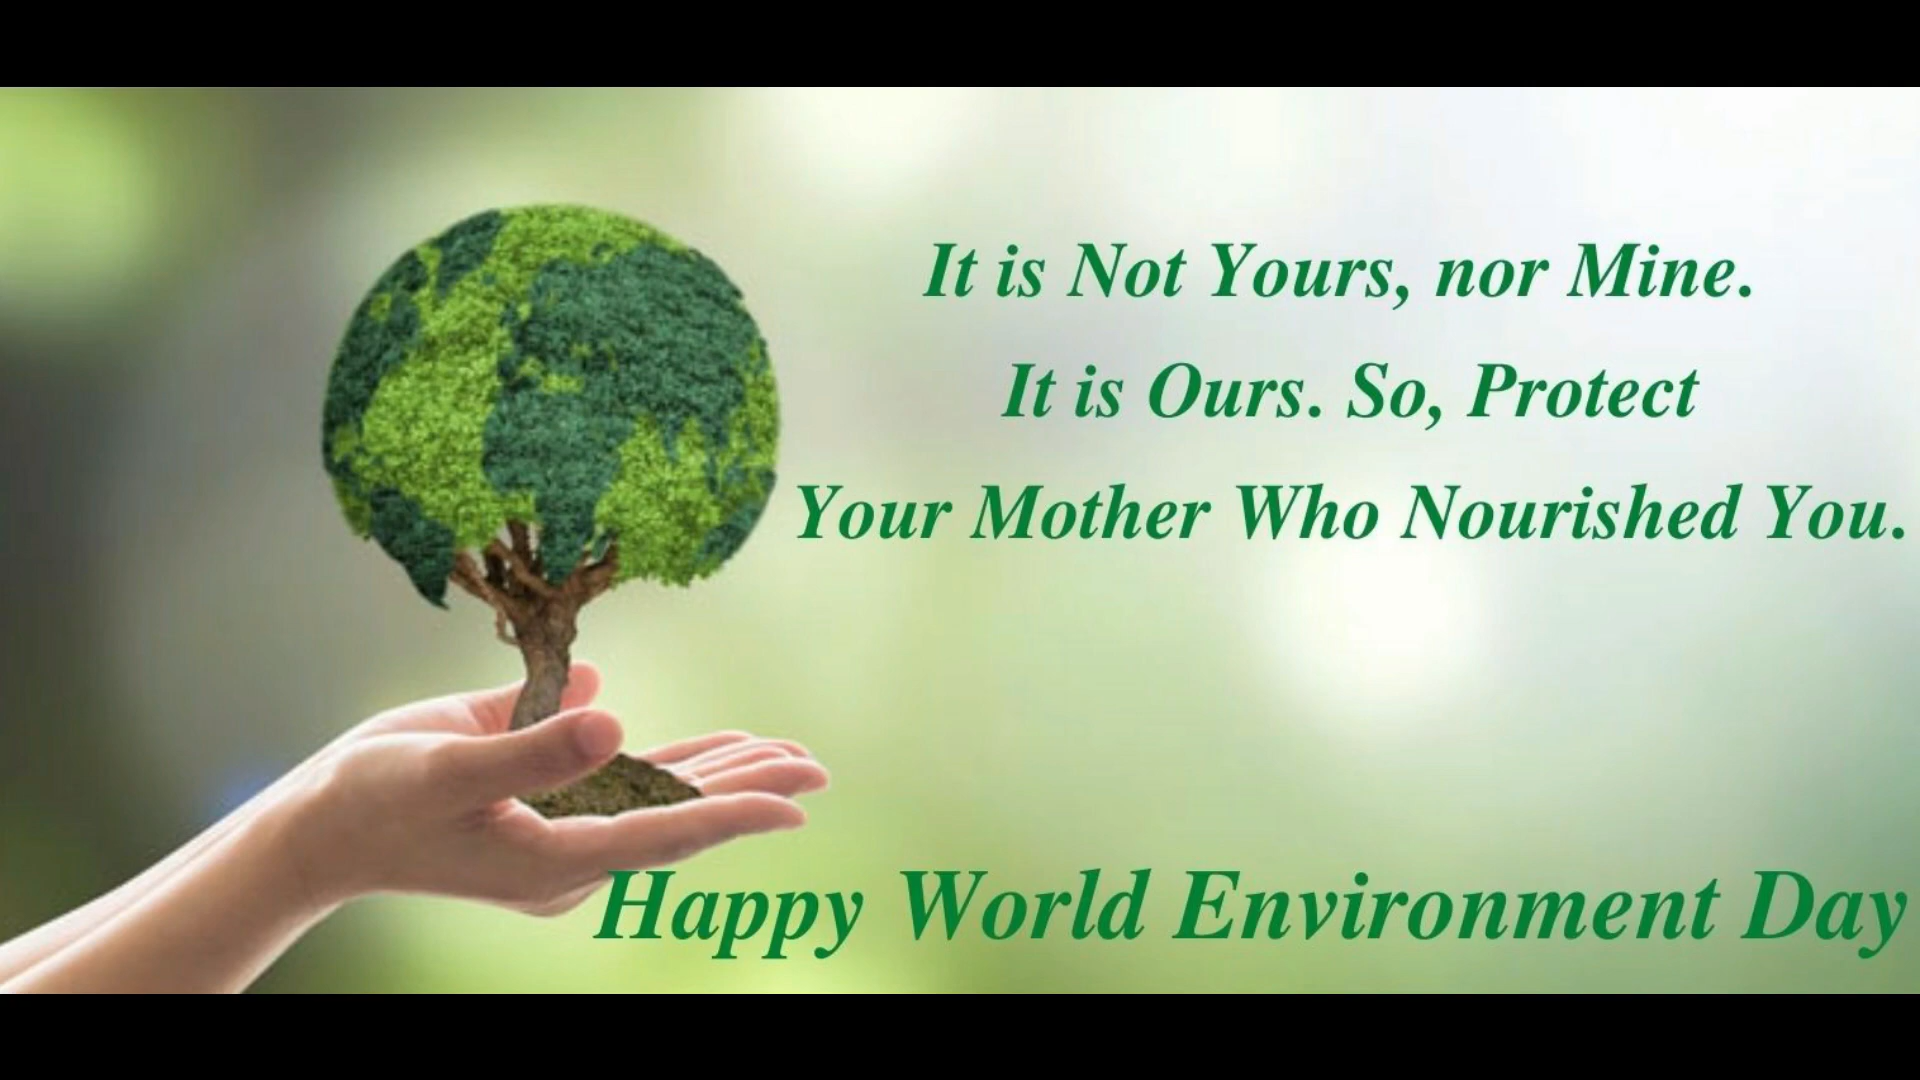 It is Not Yours, nor Mine.
It is Ours. So, Protect
Your Mother Who Nourished You.
Happy World Environment Day